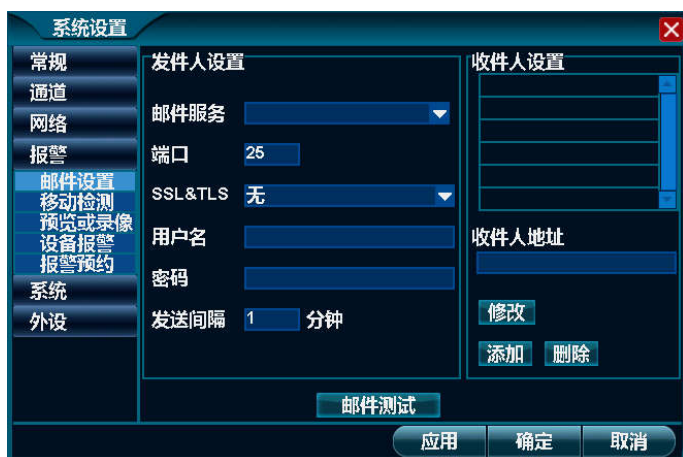 系统设置
常规
通道
网络
报警
邮件设置
移动检测
预览或录像
设备报警
报警预约
系统
外设
发件人设置
邮件服务
端口 25
SSL&TLS 无
用户名
密码
发送间隔 1 分钟
收件人设置
收件人地址
修改
添加 删除
邮件测试
应用 确定 取消